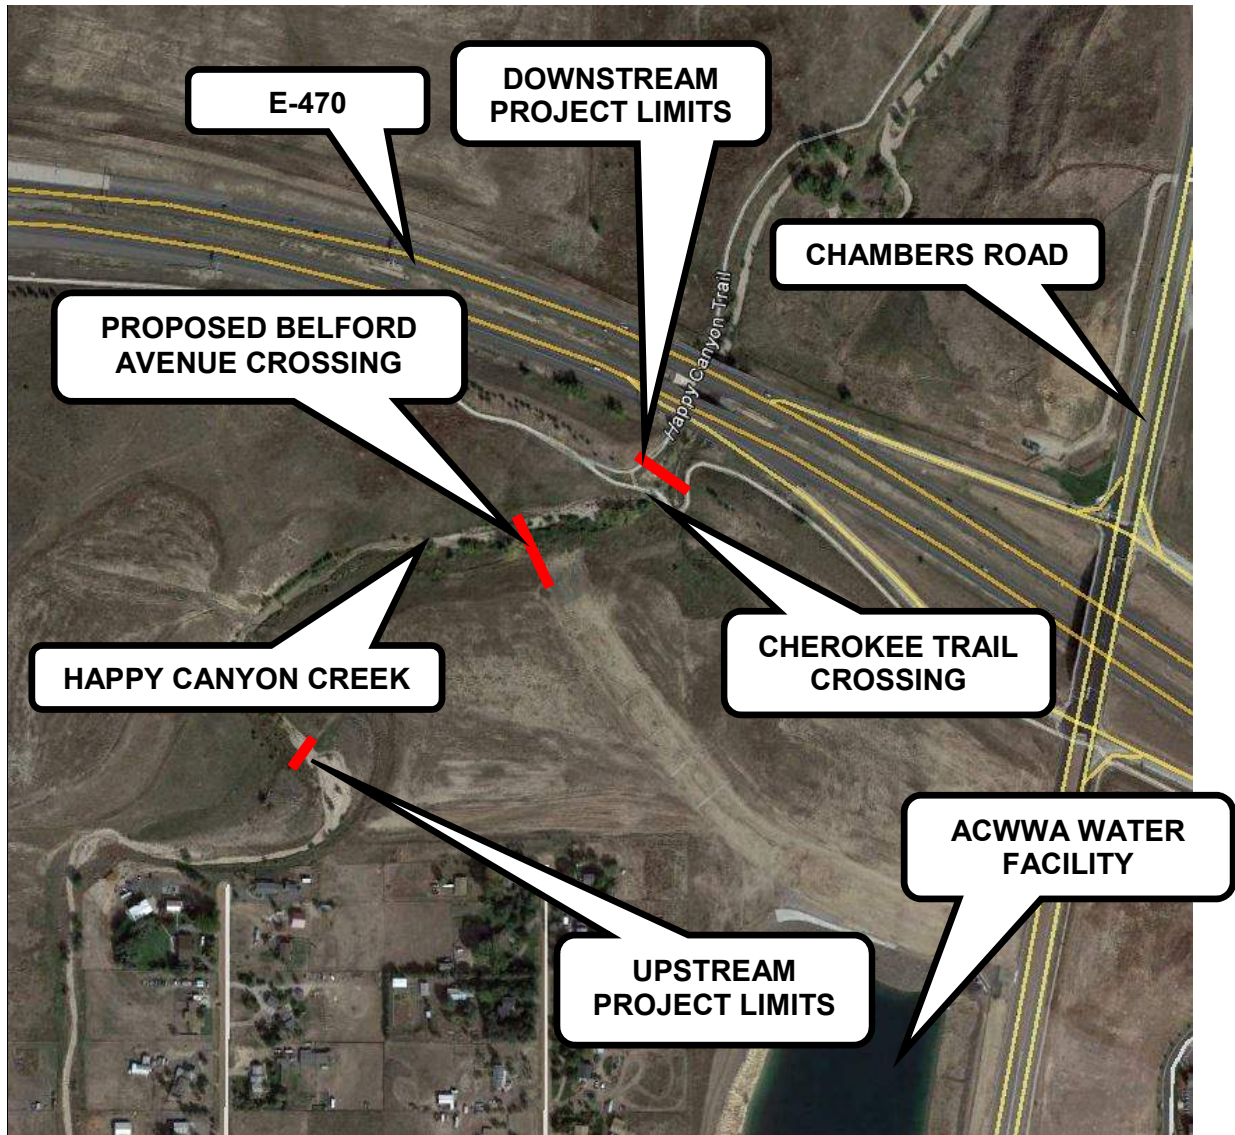 DOWNSTREAM
PROJECT LIMITS
E-470
CHAMBERS ROAD
PROPOSED BELFORD
AVENUE CROSSING
Happy Canyon Trail
HAPPY CANYON CREEK
CHEROKEE TRAIL
CROSSING
ACWWA WATER
FACILITY
UPSTREAM
PROJECT LIMITS